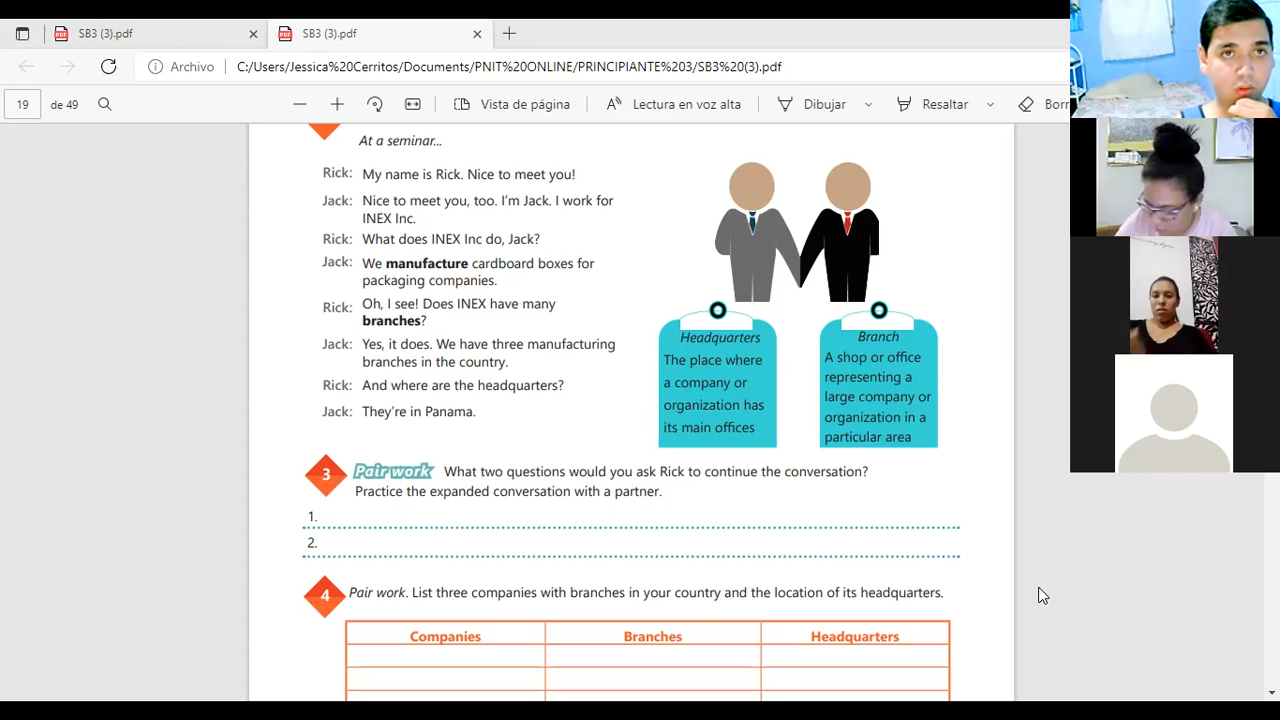 SB3 (3).pdf
SB3 (3).pdf
Archivo
C:/Users/Jessica%20Cerritos/Documents/PNIT%20ONLINE/PRINCIPIANTE%203/SB3%20(3).pdf
19 de 49
Vista de página
Lectura en voz alta
Dibujar
Resaltar
Borr
At a seminar...
Rick: My name is Rick. Nice to meet you!
Jack: Nice to meet you, too. I'm Jack. I work for
INEX Inc.
Rick: What does INEX Inc do, Jack?
Jack: We manufacture cardboard boxes for
packaging companies.
Rick: Oh, I see! Does INEX have many
branches?
Jack: Yes, it does. We have three manufacturing
branches in the country.
Rick: And where are the headquarters?
Jack: They're in Panama.
Headquarters
The place where
a company or
organization has
its main offices
Branch
A shop or office
representing a
large company or
organization in a
particular area
3 Pair work What two questions would you ask Rick to continue the conversation?
Practice the expanded conversation with a partner.
1.
2.
4 Pair work. List three companies with branches in your country and the location of its headquarters.
Companies Branches Headquarters